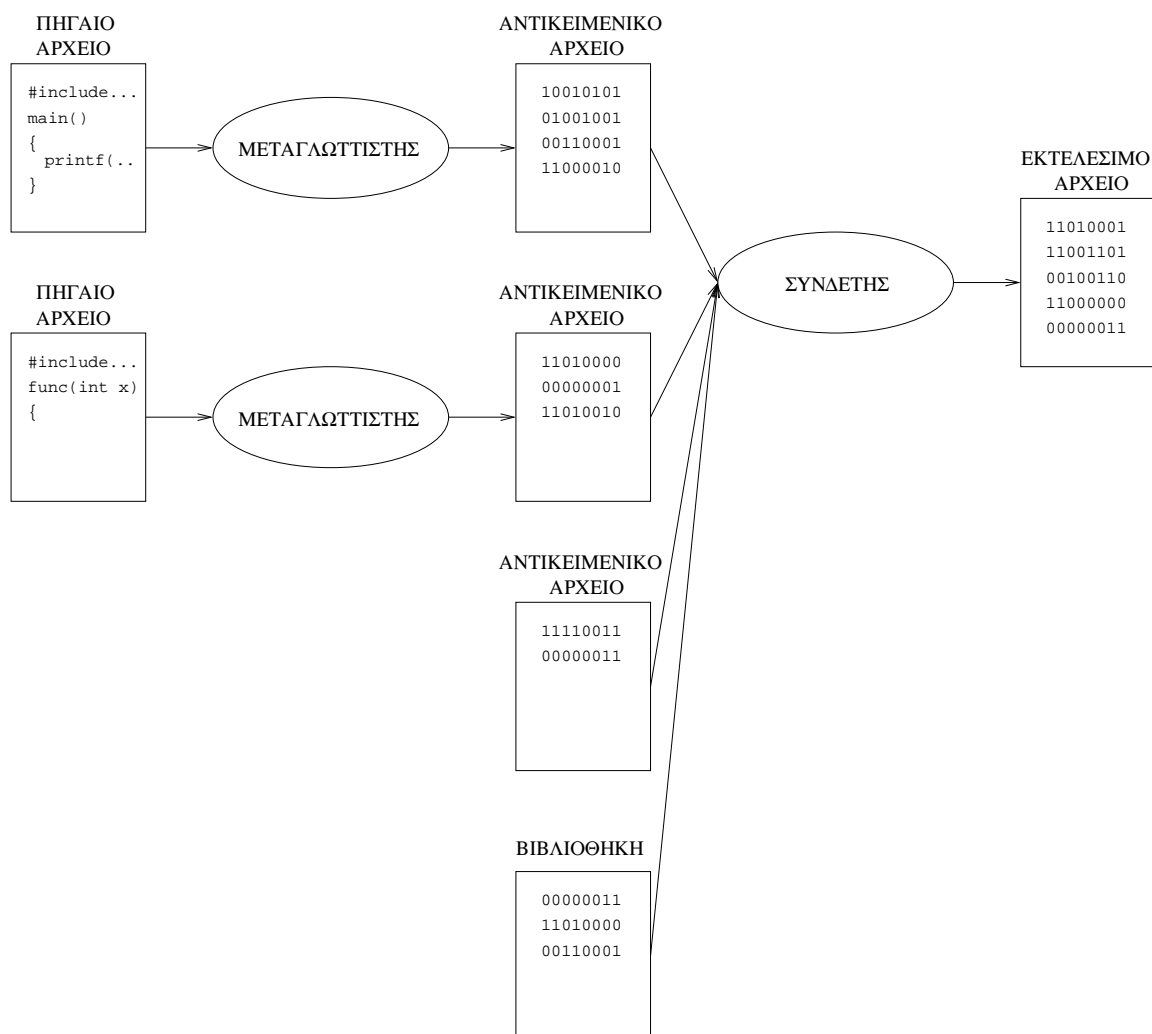 ΠΗΓΑΙΟ
ΑΡΧΕΙΟ
#include...
main()
{
printf(..
}
ΜΕΤΑΓΛΩΤΤΙΣΤΗΣ
ΑΝΤΙΚΕΙΜΕΝΙΚΟ
ΑΡΧΕΙΟ
10010101
01001001
00110001
11000010
ΠΗΓΑΙΟ
ΑΡΧΕΙΟ
#include...
func(int x)
{
ΜΕΤΑΓΛΩΤΤΙΣΤΗΣ
ΑΝΤΙΚΕΙΜΕΝΙΚΟ
ΑΡΧΕΙΟ
11010000
00000001
11010010
ΑΝΤΙΚΕΙΜΕΝΙΚΟ
ΑΡΧΕΙΟ
11110011
00000011
ΒΙΒΛΙΟΘΗΚΗ
00000011
11010000
00110001
ΣΥΝΔΕΤΗΣ
ΕΚΤΕΛΕΣΙΜΟ
ΑΡΧΕΙΟ
11010001
11001101
00100110
11000000
00000011